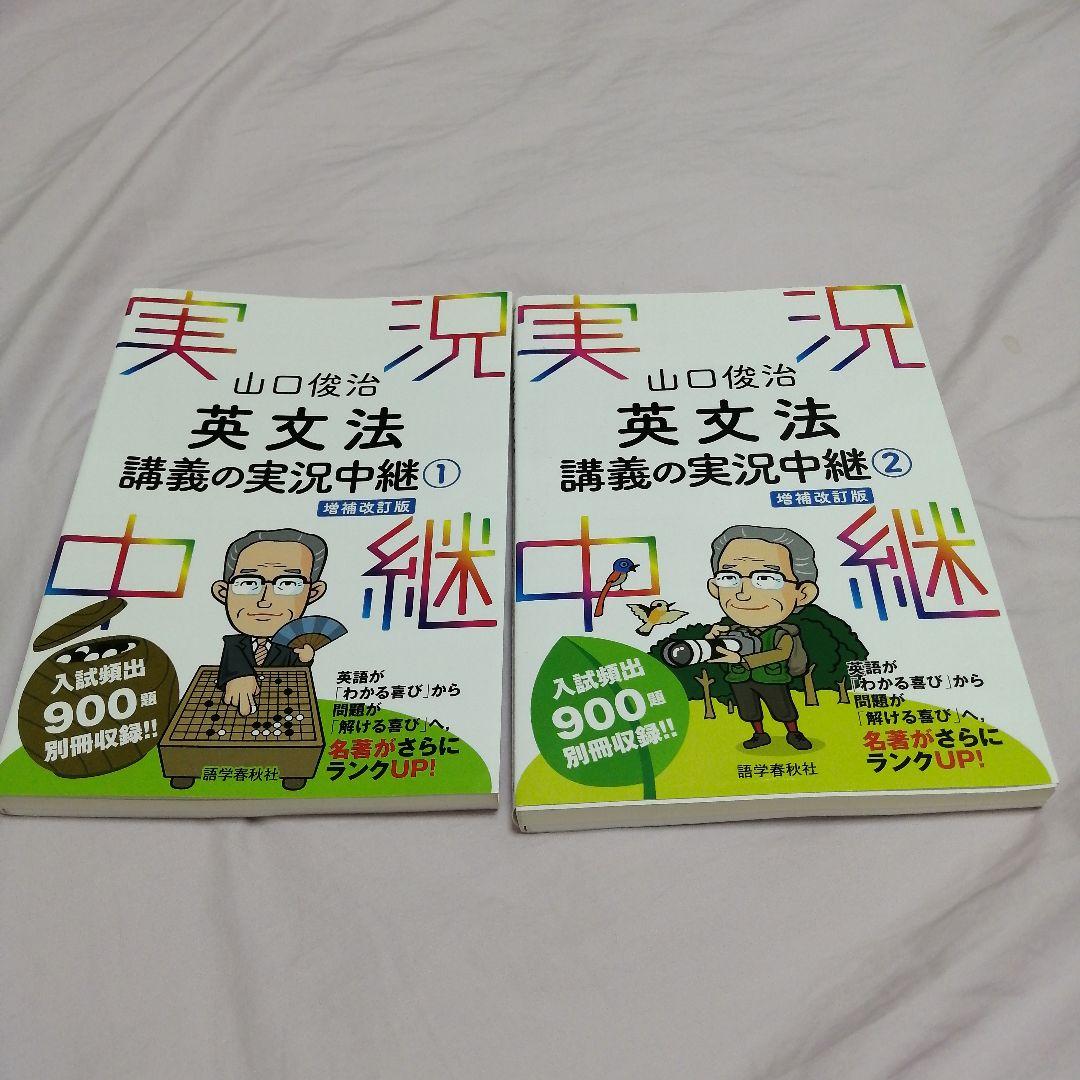 実況
山口俊治
英文法
講義の実況中継①
増補改訂版
中継
入試頻出
900題
別冊収録!!
英語が
「わかる喜び」から
問題が
「解ける喜び」へ,
名著がさらに
ランクUP!
語学春秋社
実況
山口俊治
英文法
講義の実況中継②
増補改訂版
中継
入試頻出
900題
別冊収録!!
英語が
「わかる喜び」から
問題が
「解ける喜び」へ,
名著がさらに
ランクUP!
語学春秋社